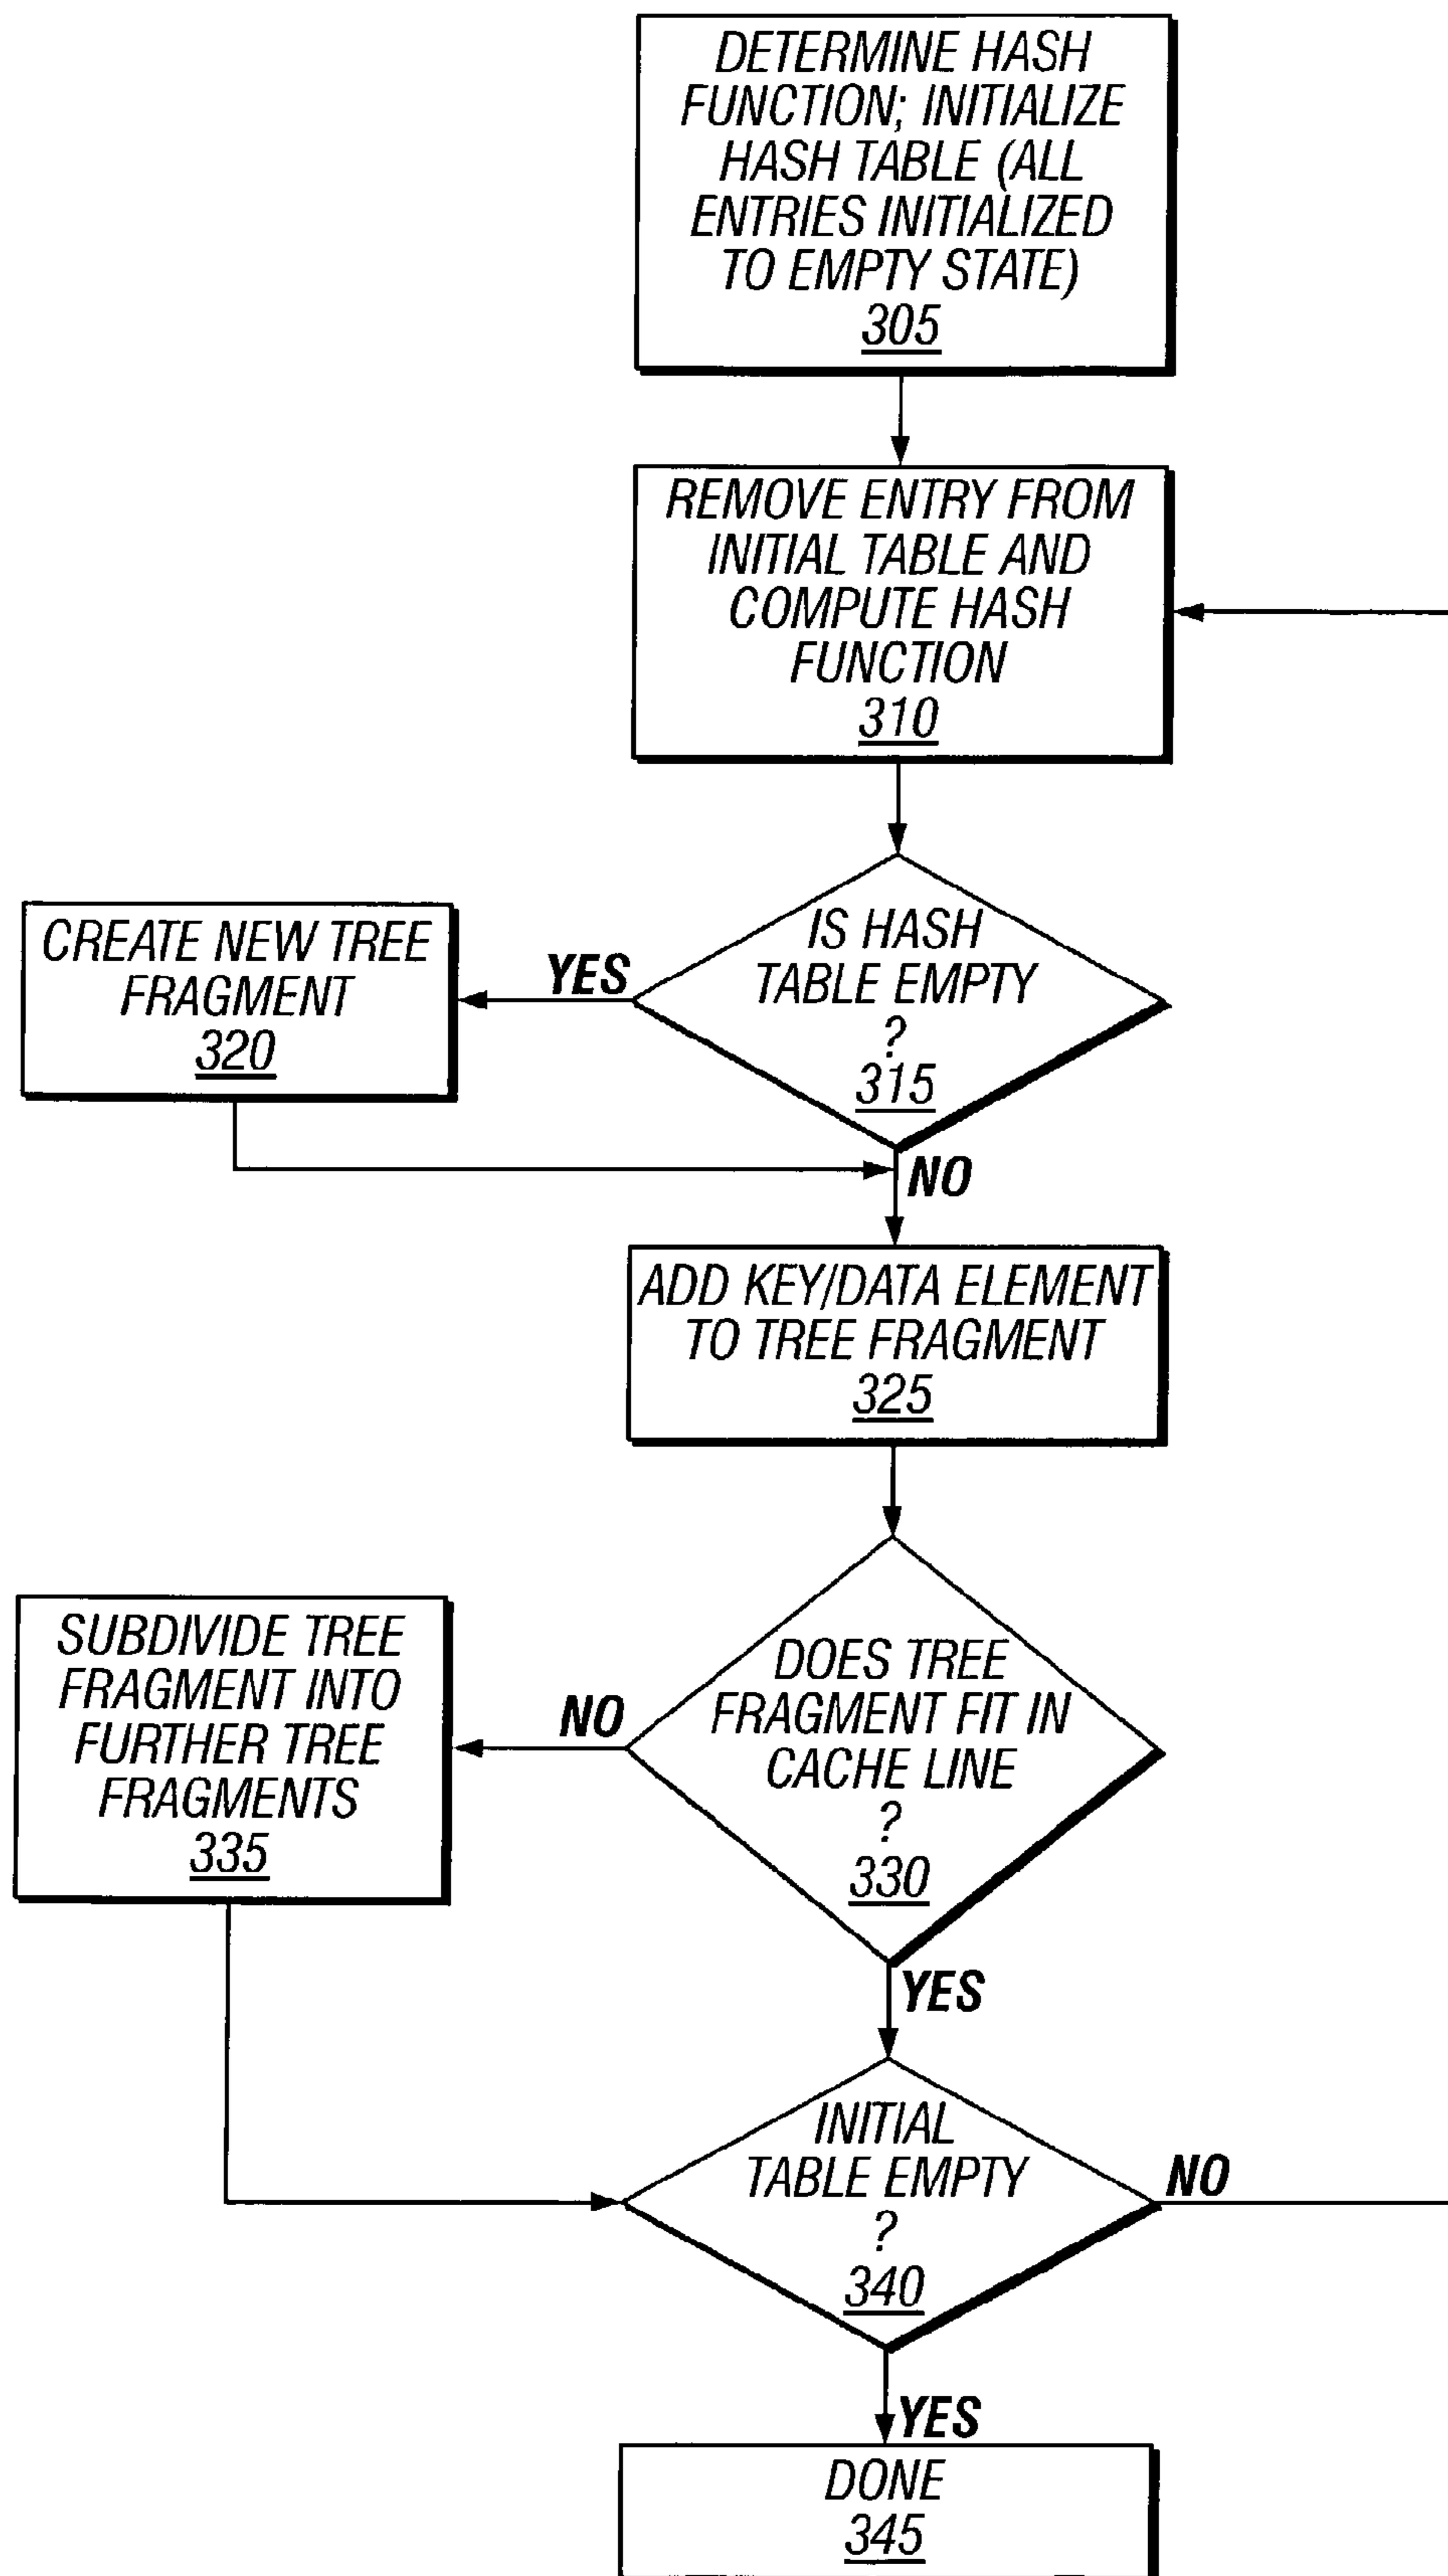 DETERMINE HASH
FUNCTION; INITIALIZE
HASH TABLE (ALL
ENTRIES INITIALIZED
TO EMPTY STATE)
305
REMOVE ENTRY FROM
INITIAL TABLE AND
COMPUTE HASH
FUNCTION
310
IS HASH
TABLE EMPTY
?
315
YES
CREATE NEW TREE
FRAGMENT
320
NO
ADD KEY/DATA ELEMENT
TO TREE FRAGMENT
325
DOES TREE
FRAGMENT FIT IN
CACHE LINE
?
330
NO
SUBDIVIDE TREE
FRAGMENT INTO
FURTHER TREE
FRAGMENTS
335
YES
INITIAL
TABLE EMPTY
?
340
NO
YES
DONE
345